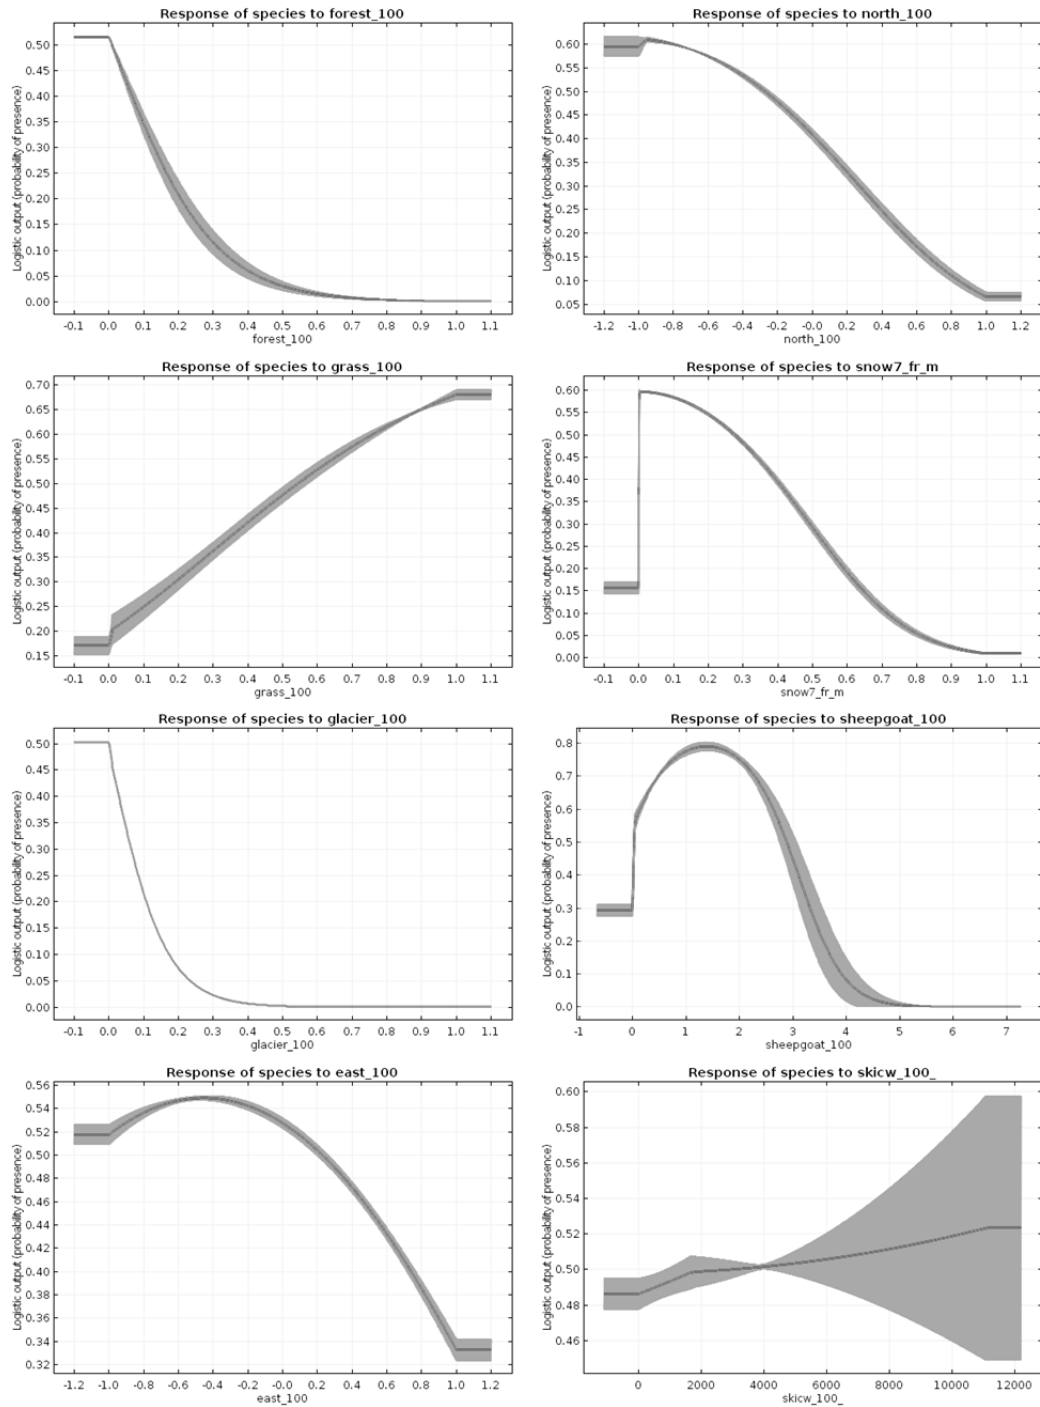 Response of species to forest_100
Logistic output (probability of presence)
0.50
0.45
0.40
0.35
0.30
0.25
0.20
0.15
0.10
0.05
0.00
-0.1 0.0 0.1 0.2 0.3 0.4 0.5 0.6 0.7 0.8 0.9 1.0 1.1
forest_100
Response of species to north_100
Logistic output (probability of presence)
0.60
0.55
0.50
0.45
0.40
0.35
0.30
0.25
0.20
0.15
0.10
0.05
-1.2 -1.0 -0.8 -0.6 -0.4 -0.2 -0.0 0.2 0.4 0.6 0.8 1.0 1.2
north_100
Response of species to grass_100
Logistic output (probability of presence)
0.70
0.65
0.60
0.55
0.50
0.45
0.40
0.35
0.30
0.25
0.20
0.15
-0.1 0.0 0.1 0.2 0.3 0.4 0.5 0.6 0.7 0.8 0.9 1.0 1.1
grass_100
Response of species to snow7_fr_m
Logistic output (probability of presence)
0.60
0.55
0.50
0.45
0.40
0.35
0.30
0.25
0.20
0.15
0.10
0.05
0.00
-0.1 0.0 0.1 0.2 0.3 0.4 0.5 0.6 0.7 0.8 0.9 1.0 1.1
snow7_fr_m
Response of species to glacier_100
Logistic output (probability of presence)
0.50
0.45
0.40
0.35
0.30
0.25
0.20
0.15
0.10
0.05
0.00
-0.1 0.0 0.1 0.2 0.3 0.4 0.5 0.6 0.7 0.8 0.9 1.0 1.1
glacier_100
Response of species to sheepgoat_100
Logistic output (probability of presence)
0.8
0.7
0.6
0.5
0.4
0.3
0.2
0.1
0.0
-1 0 1 2 3 4 5 6 7
sheepgoat_100
Response of species to east_100
Logistic output (probability of presence)
0.56
0.54
0.52
0.50
0.48
0.46
0.44
0.42
0.40
0.38
0.36
0.34
0.32
-1.2 -1.0 -0.8 -0.6 -0.4 -0.2 -0.0 0.2 0.4 0.6 0.8 1.0 1.2
east_100
Response of species to skicw_100_
Logistic output (probability of presence)
0.60
0.58
0.56
0.54
0.52
0.50
0.48
0.46
0 2000 4000 6000 8000 10000 12000
skicw_100_